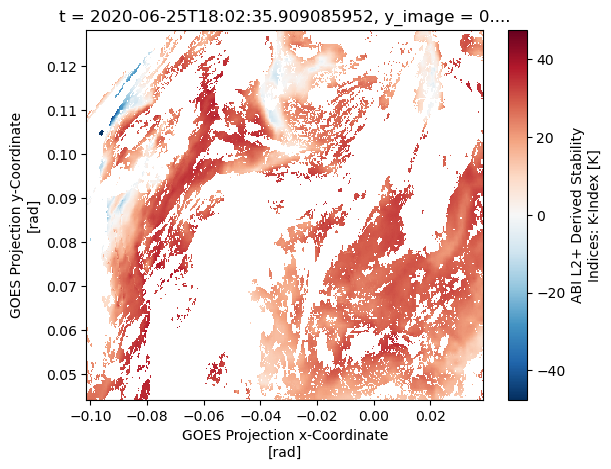 t = 2020-06-25T18:02:35.909085952, y_image = 0....
0.12
0.11
0.10
0.09
0.08
0.07
0.06
0.05
GOES Projection y-Coordinate
[rad]
−0.10 −0.08 −0.06 −0.04 −0.02 0.00 0.02
GOES Projection x-Coordinate
[rad]
40
20
0
−20
−40
ABI L2+ Derived Stability
Indices: K-index [K]